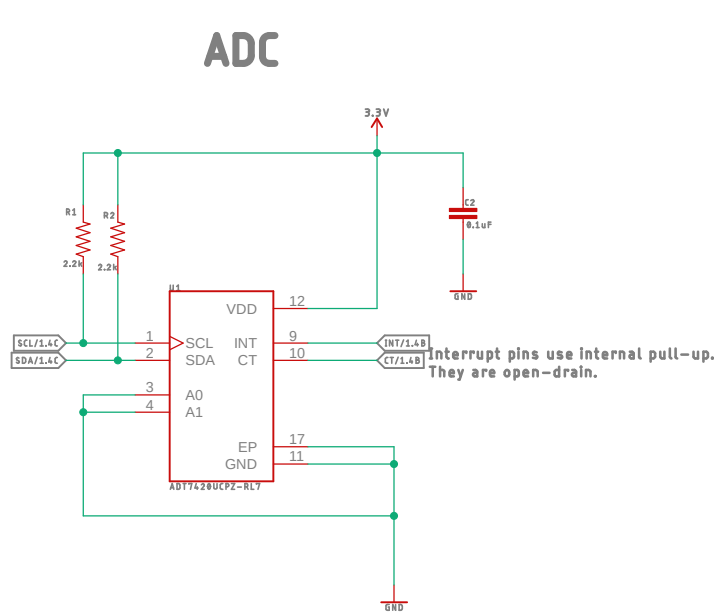 ADC
3.3V
R1
R2
C2
0.1uF
2.2k
2.2k
GND
U1
VDD
12
SCL/1.4C
1
SCL
INT
9
INT/1.4B
SDA/1.4C
2
SDA
CT
10
CT/1.4B
Interrupt pins use internal pull-up.
They are open-drain.
3
A0
4
A1
EP
17
GND
11
ADT7420UCPZ-RL7
GND